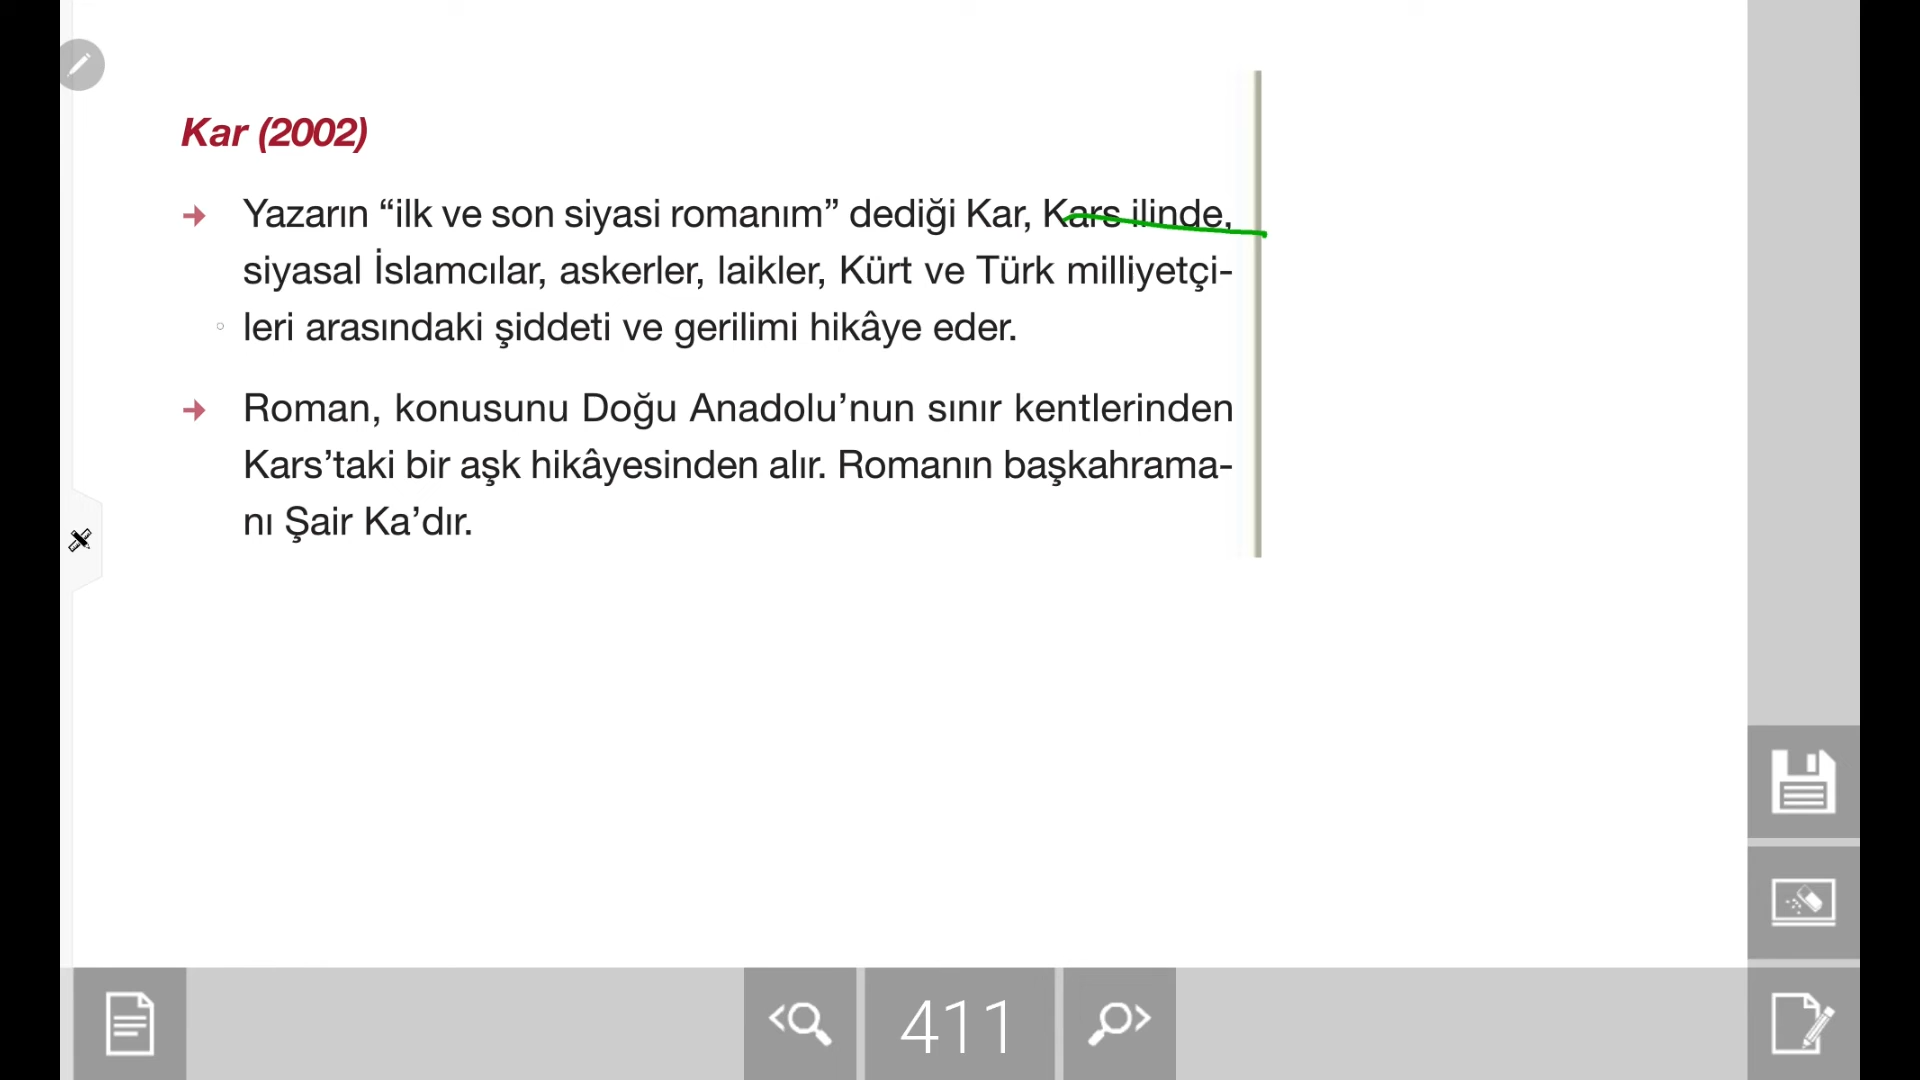 Kar (2002)
Yazarın “ilk ve son siyasi romanım” dediği Kar, Kars ilinde,
siyasal İslamcılar, askerler, laikler, Kürt ve Türk milliyetçi-
leri arasındaki şiddeti ve gerilimi hikâye eder.
Roman, konusunu Doğu Anadolu’nun sınır kentlerinden
Kars’taki bir aşk hikâyesinden alır. Romanın başkahrama-
nı Şair Ka’dır.
411